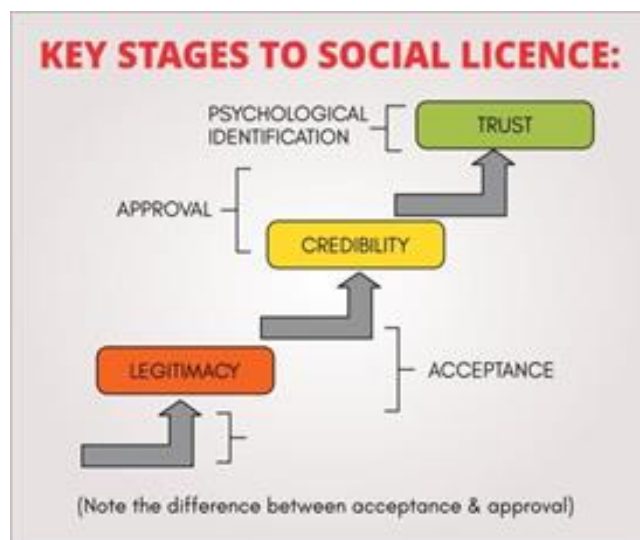 KEY STAGES TO SOCIAL LICENCE:
PSYCHOLOGICAL
IDENTIFICATION
TRUST
APPROVAL
CREDIBILITY
LEGITIMACY
ACCEPTANCE
(Note the difference between acceptance & approval)